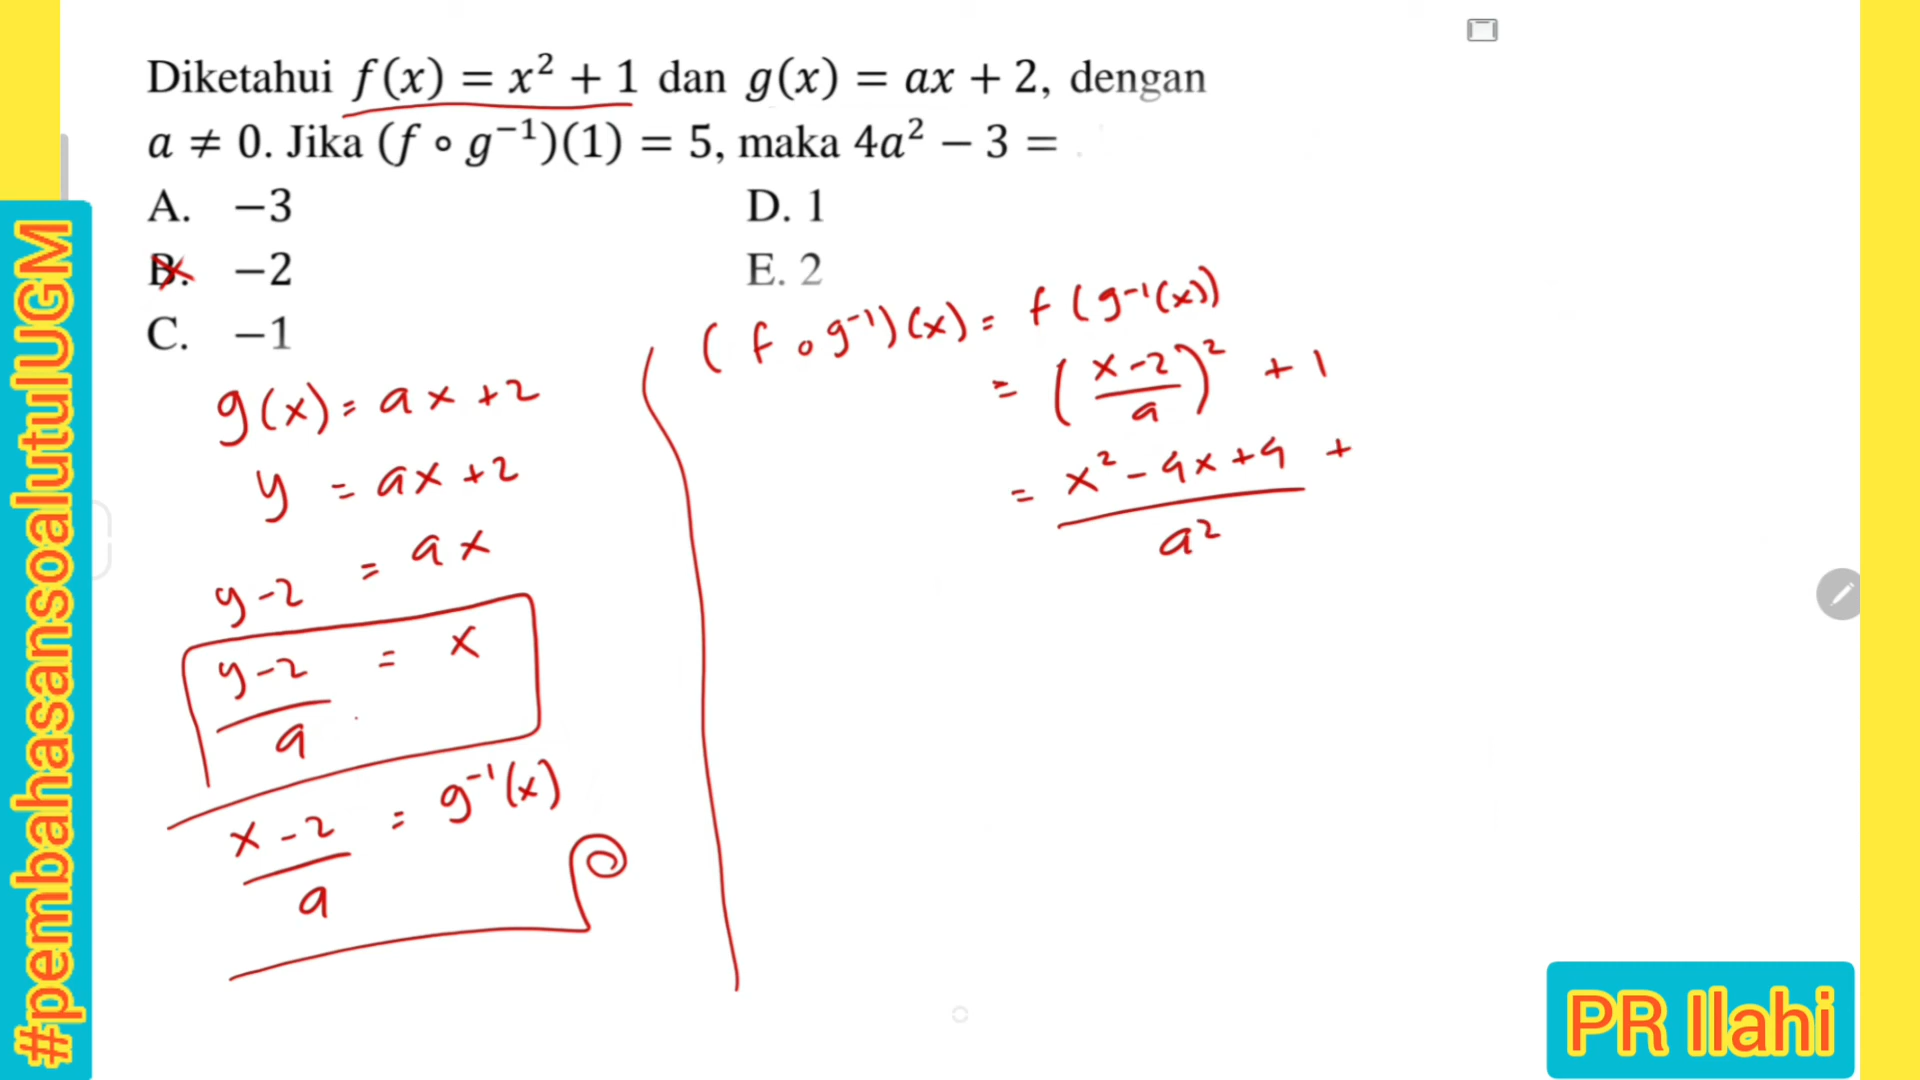 Diketahui f(x) = x² + 1 dan g(x) = ax + 2, dengan
a ≠ 0. Jika (f ∘ g⁻¹)(1) = 5, maka 4a² − 3 =
A. −3
B. −2
C. −1
D. 1
E. 2
g(x) = ax + 2
y = ax + 2
y - 2 = ax
y - 2 / a = x
x - 2 / a = g⁻¹(x)
(f ∘ g⁻¹)(x) = f(g⁻¹(x))
= (x - 2 / a)² + 1
= x² - 4x + 4 / a² +
#pembahasansoalutulUGM
PR Ilahi